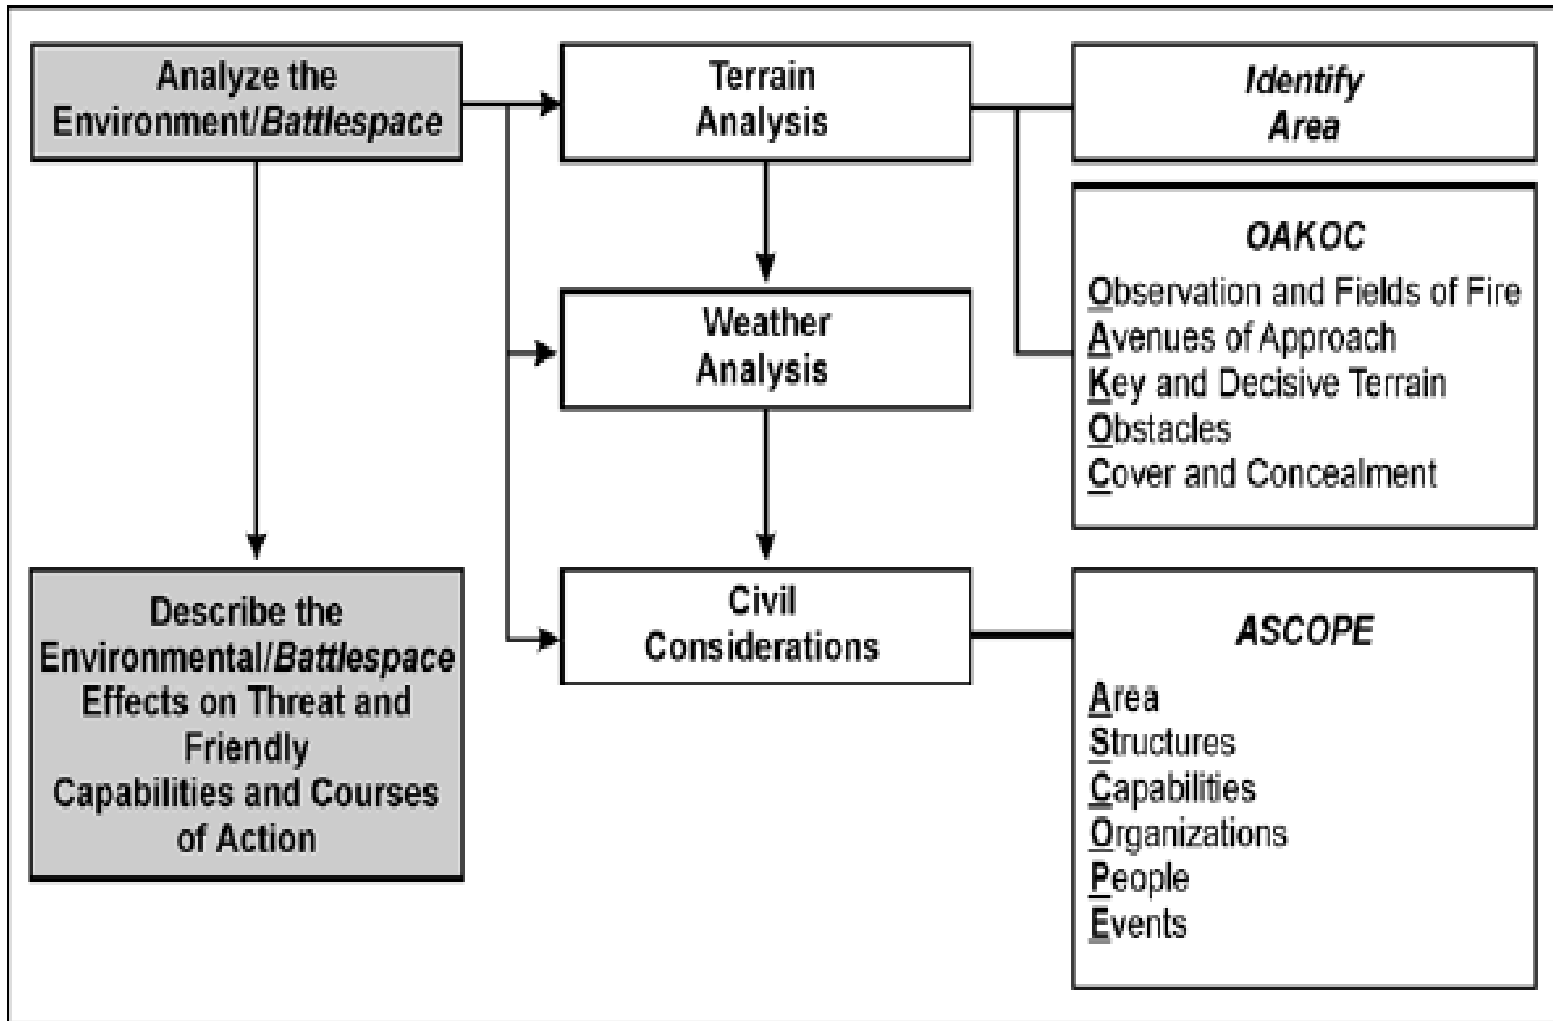 Analyze the
Environment/Battlespace
Terrain
Analysis
Identify
Area
OAKOC
Observation and Fields of Fire
Avenues of Approach
Key and Decisive Terrain
Obstacles
Cover and Concealment
Weather
Analysis
Describe the
Environmental/Battlespace
Effects on Threat and
Friendly
Capabilities and Courses
of Action
Civil
Considerations
ASCOPE
Area
Structures
Capabilities
Organizations
People
Events